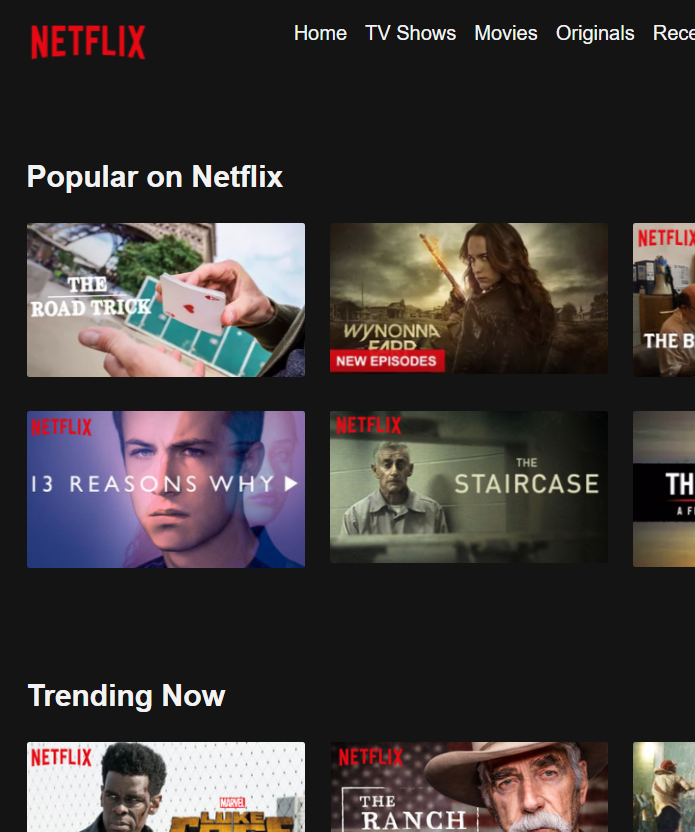 NETFLIX
Home TV Shows Movies Originals Rece
Popular on Netflix
THE
ROAD TRICK
WYNONNA
EARP
NEW EPISODES
NETFLIX
THE B
NETFLIX
13 REASONS WHY
NETFLIX
THE
STAIRCASE
TH
A F
Trending Now
NETFLIX
MARVEL
LUKE
CAGE
NETFLIX
THE
RANCH